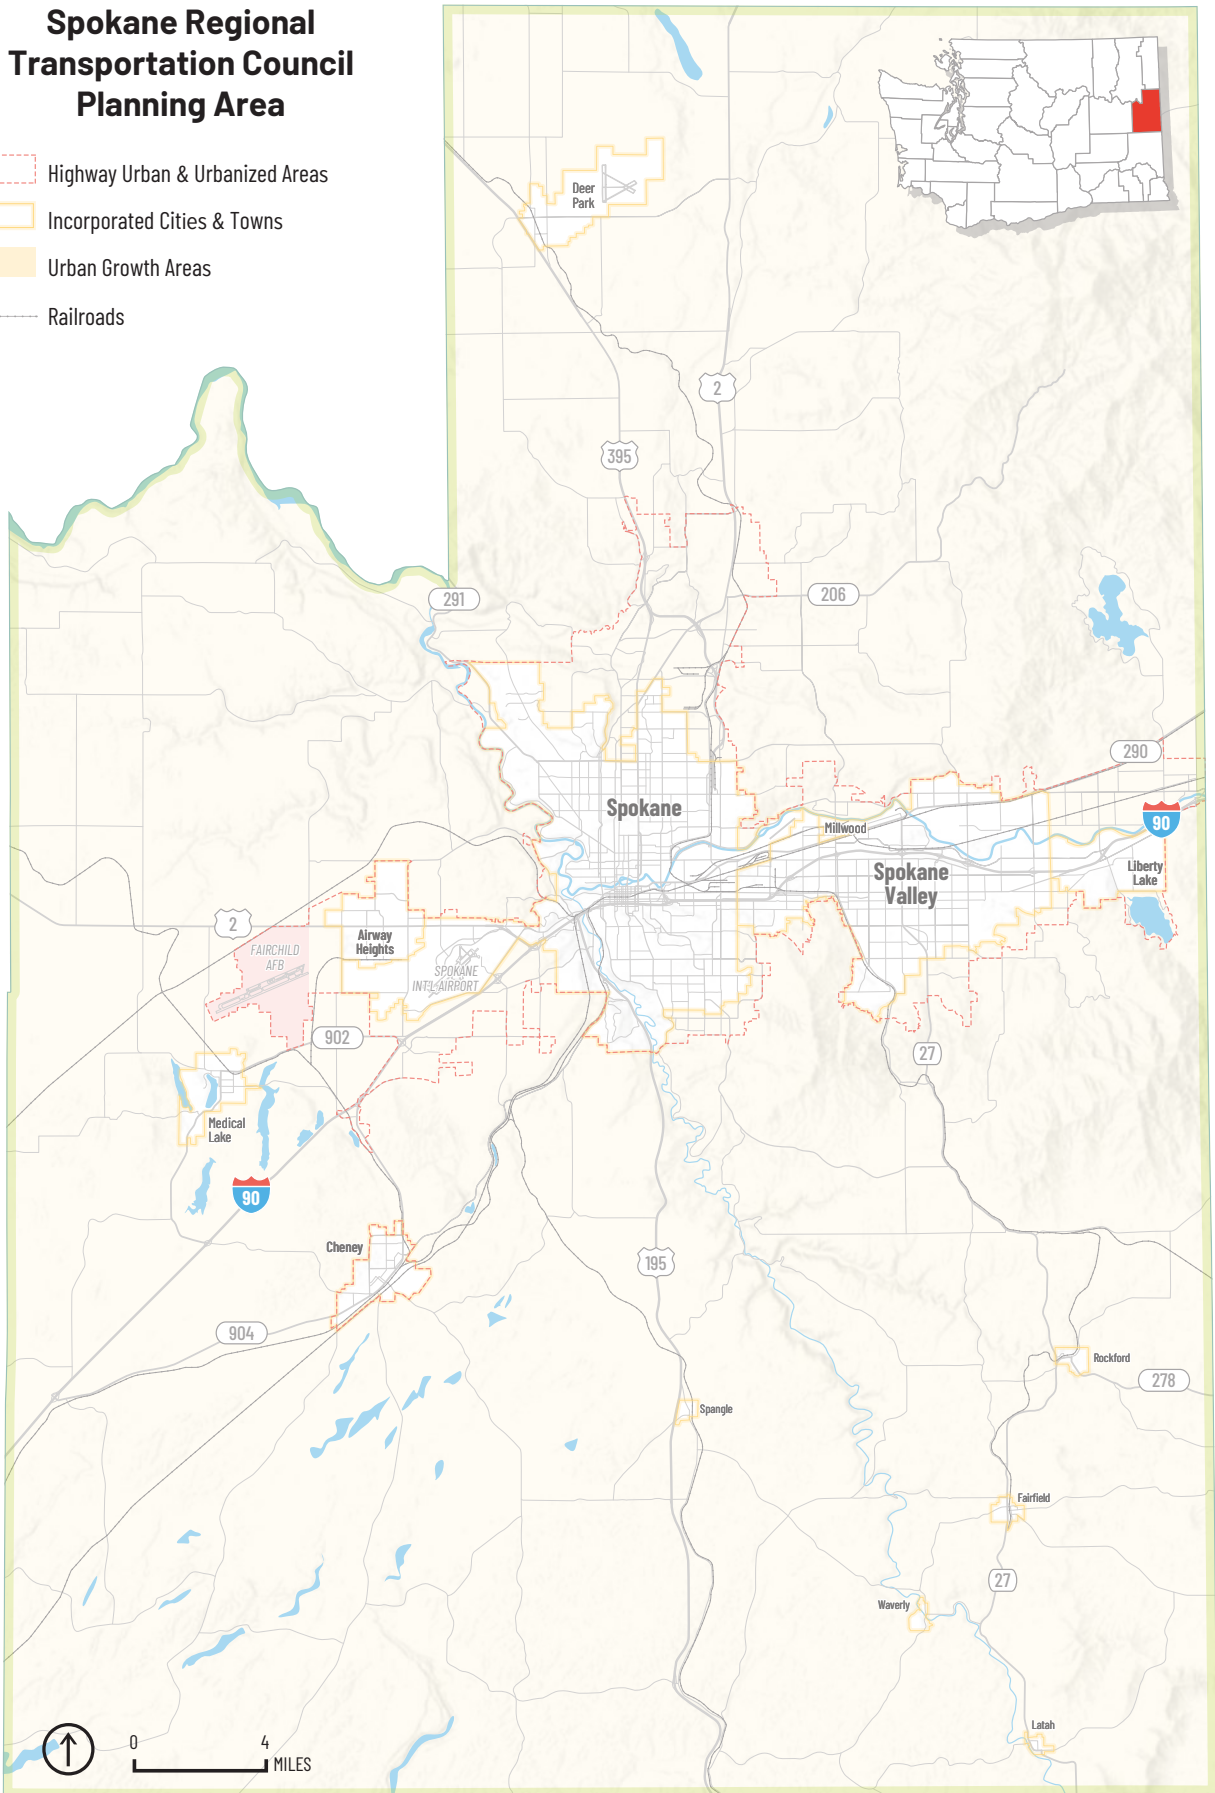 Spokane Regional
Transportation Council
Planning Area
Highway Urban & Urbanized Areas
Incorporated Cities & Towns
Urban Growth Areas
Railroads
Deer
Park
2
395
291
206
290
Spokane
Millwood
90
Spokane
Valley
Liberty
Lake
2
Airway
Heights
FAIRCHILD
AFB
SPOKANE
INT'L AIRPORT
902
27
Medical
Lake
90
Cheney
195
904
Rockford
278
Spangle
Fairfield
27
Waverly
Latah
0 4
MILES